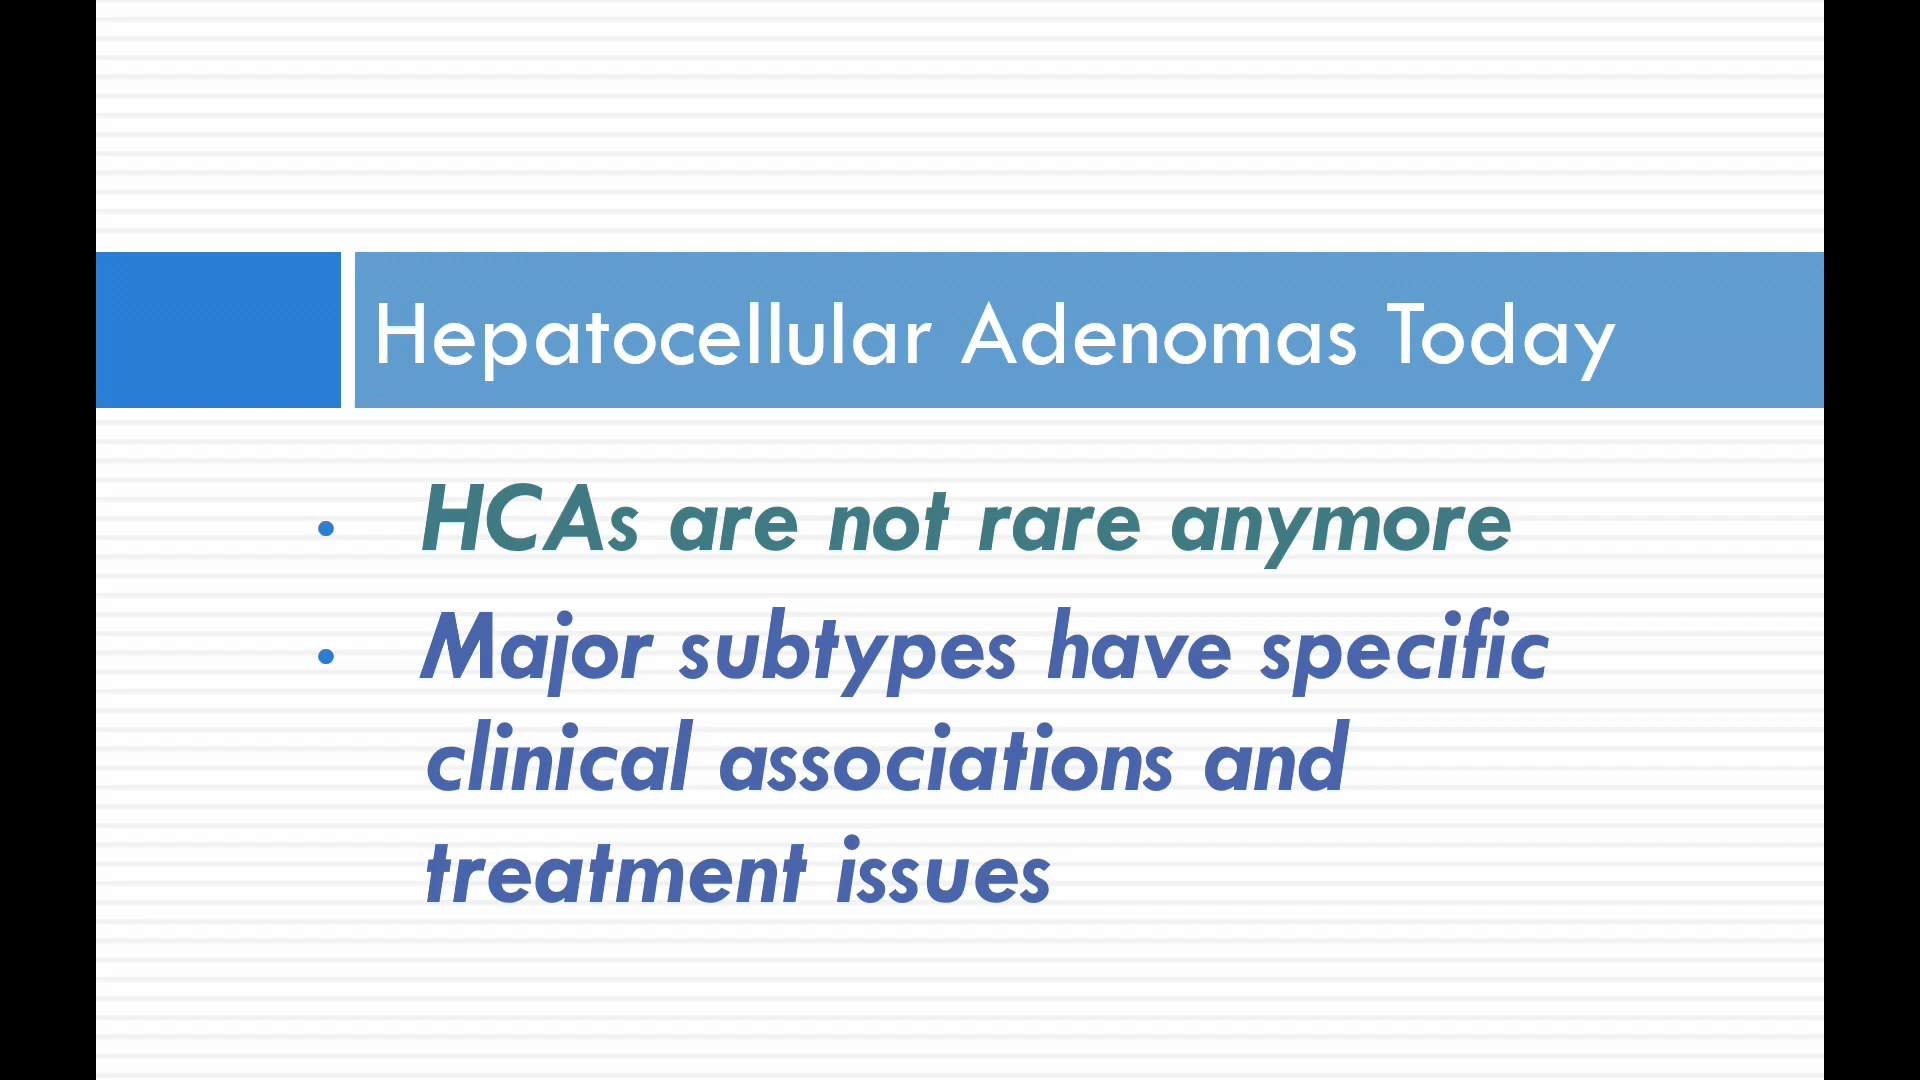 Hepatocellular Adenomas Today
• HCAs are not rare anymore
• Major subtypes have specific
clinical associations and
treatment issues